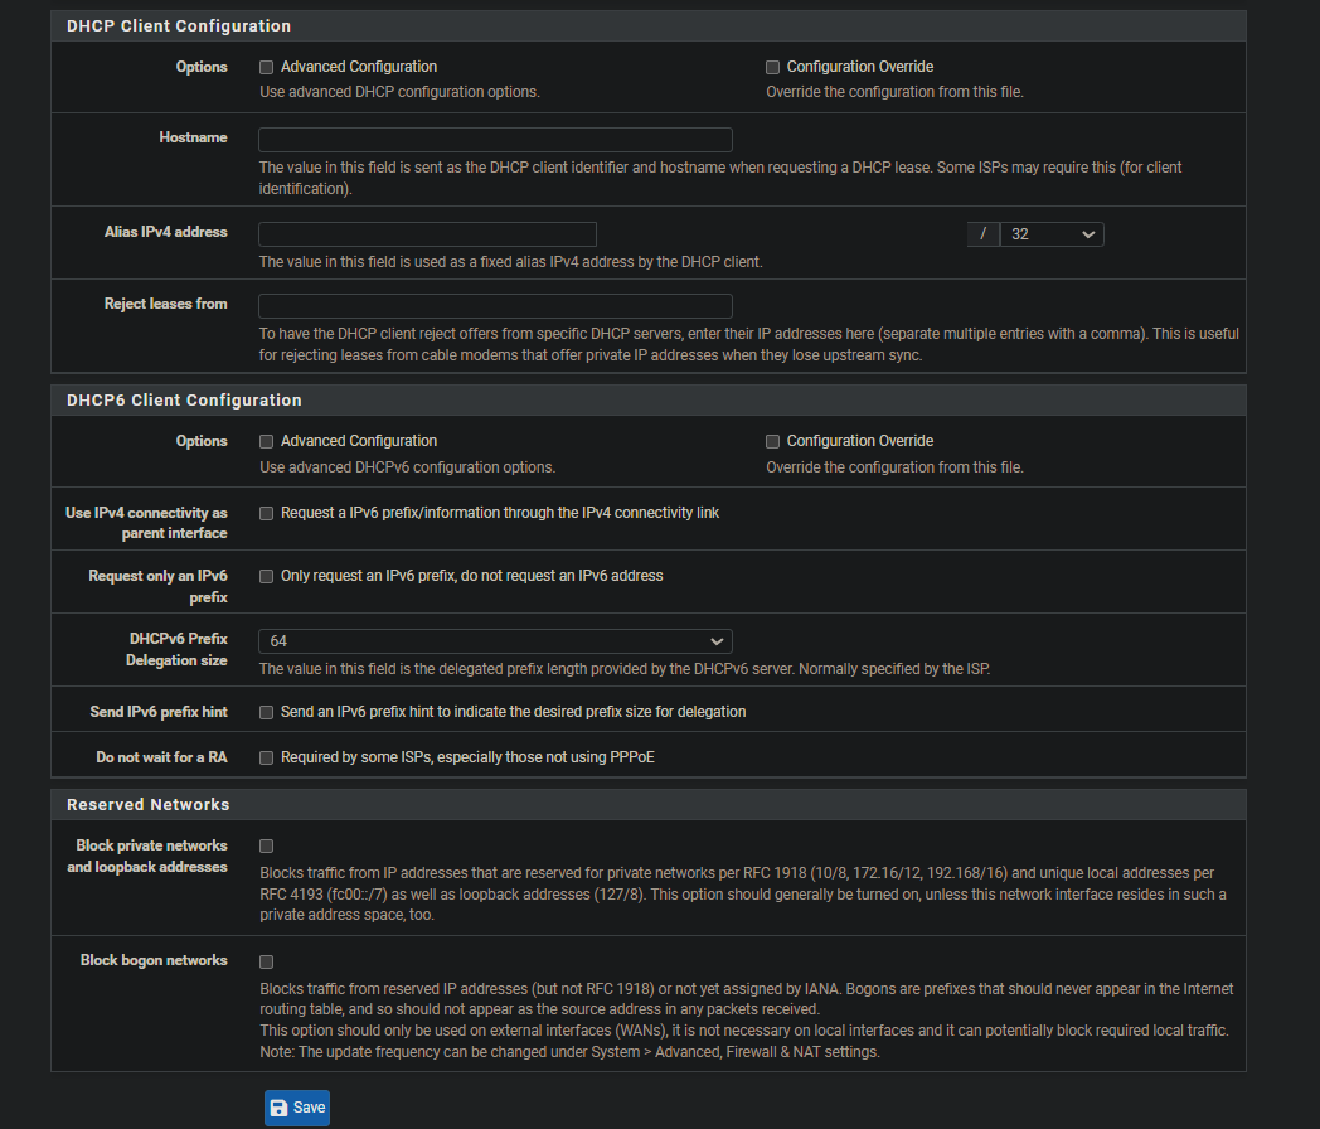 DHCP Client Configuration
Options
Advanced Configuration
Configuration Override
Use advanced DHCP configuration options.
Override the configuration from this file.
Hostname
The value in this field is sent as the DHCP client identifier and hostname when requesting a DHCP lease. Some ISPs may require this (for client
identification).
Alias IPv4 address
/ 32
The value in this field is used as a fixed alias IPv4 address by the DHCP client.
Reject leases from
To have the DHCP client reject offers from specific DHCP servers, enter their IP addresses here (separate multiple entries with a comma). This is useful
for rejecting leases from cable modems that offer private IP addresses when they lose upstream sync.
DHCP6 Client Configuration
Options
Advanced Configuration
Configuration Override
Use advanced DHCPv6 configuration options.
Override the configuration from this file.
Use IPv4 connectivity as
parent interface
Request a IPv6 prefix/information through the IPv4 connectivity link
Request only an IPv6
prefix
Only request an IPv6 prefix, do not request an IPv6 address
DHCPv6 Prefix
Delegation size
64
The value in this field is the delegated prefix length provided by the DHCPv6 server. Normally specified by the ISP.
Send IPv6 prefix hint
Send an IPv6 prefix hint to indicate the desired prefix size for delegation
Do not wait for a RA
Required by some ISPs, especially those not using PPPoE
Reserved Networks
Block private networks
and loopback addresses
Blocks traffic from IP addresses that are reserved for private networks per RFC 1918 (10/8, 172.16/12, 192.168/16) and unique local addresses per
RFC 4193 (fc00::/7) as well as loopback addresses (127/8). This option should generally be turned on, unless this network interface resides in such a
private address space, too.
Block bogon networks
Blocks traffic from reserved IP addresses (but not RFC 1918) or not yet assigned by IANA. Bogons are prefixes that should never appear in the Internet
routing table, and so should not appear as the source address in any packets received.
This option should only be used on external interfaces (WANs), it is not necessary on local interfaces and it can potentially block required local traffic.
Note: The update frequency can be changed under System > Advanced, Firewall & NAT settings.
Save